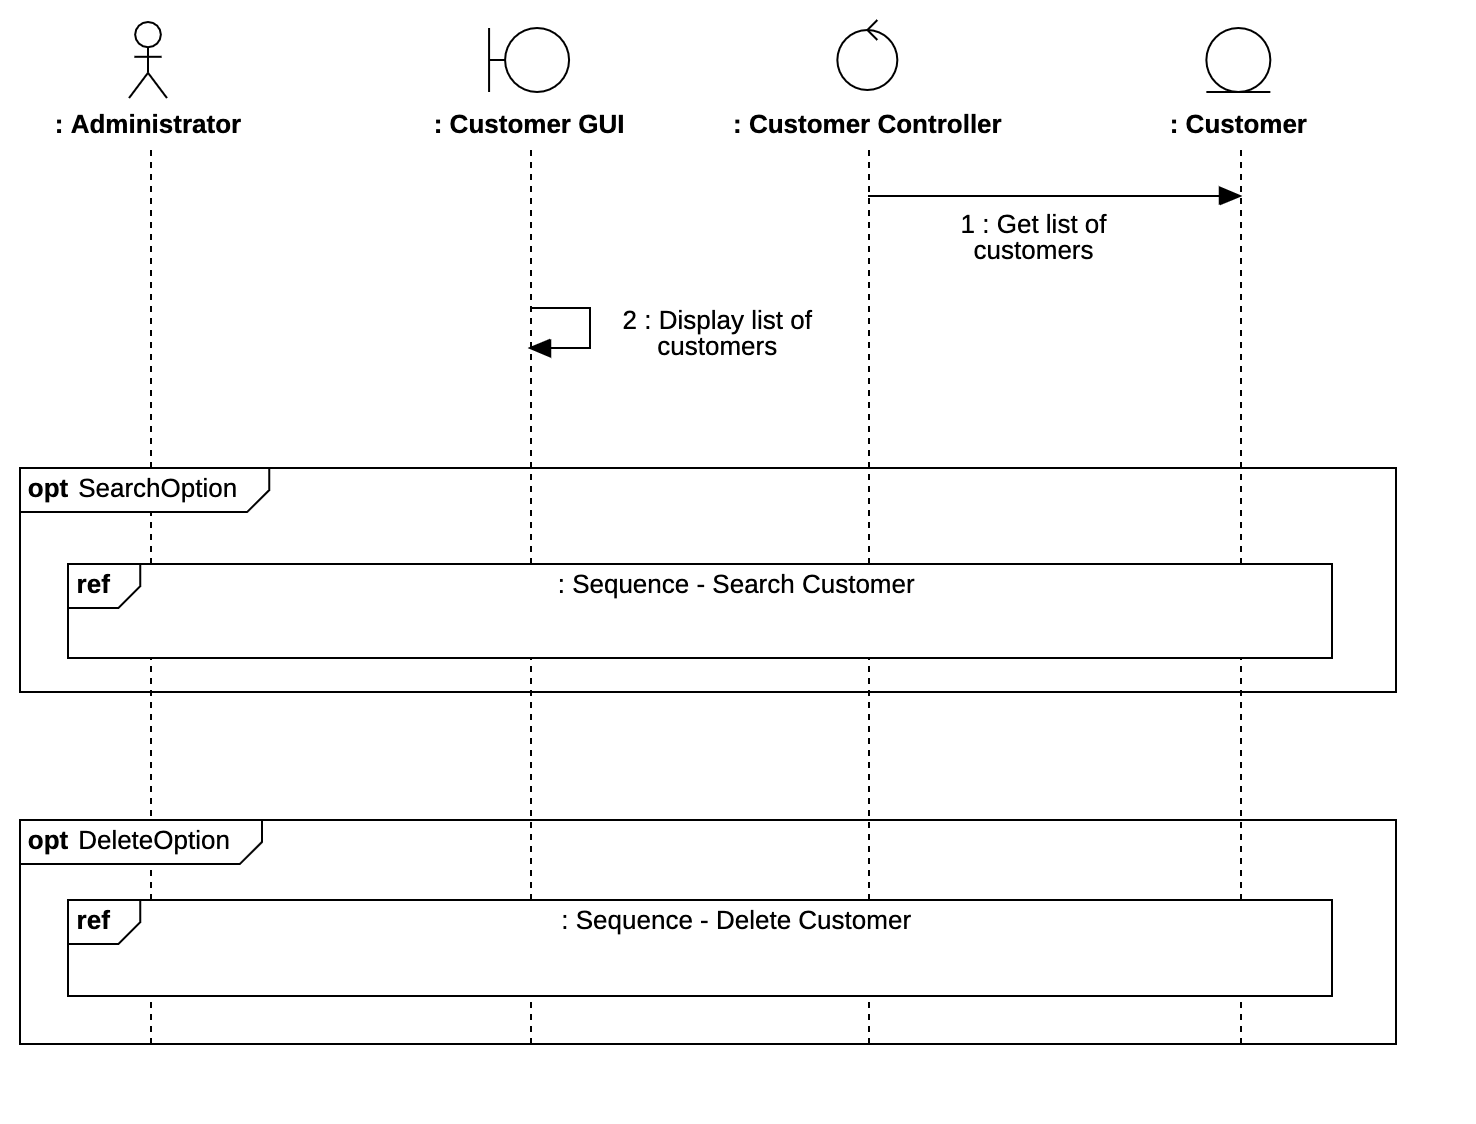 : Administrator
: Customer GUI
: Customer Controller
: Customer
1 : Get list of
customers
2 : Display list of
customers
opt SearchOption
ref
: Sequence - Search Customer
opt DeleteOption
ref
: Sequence - Delete Customer